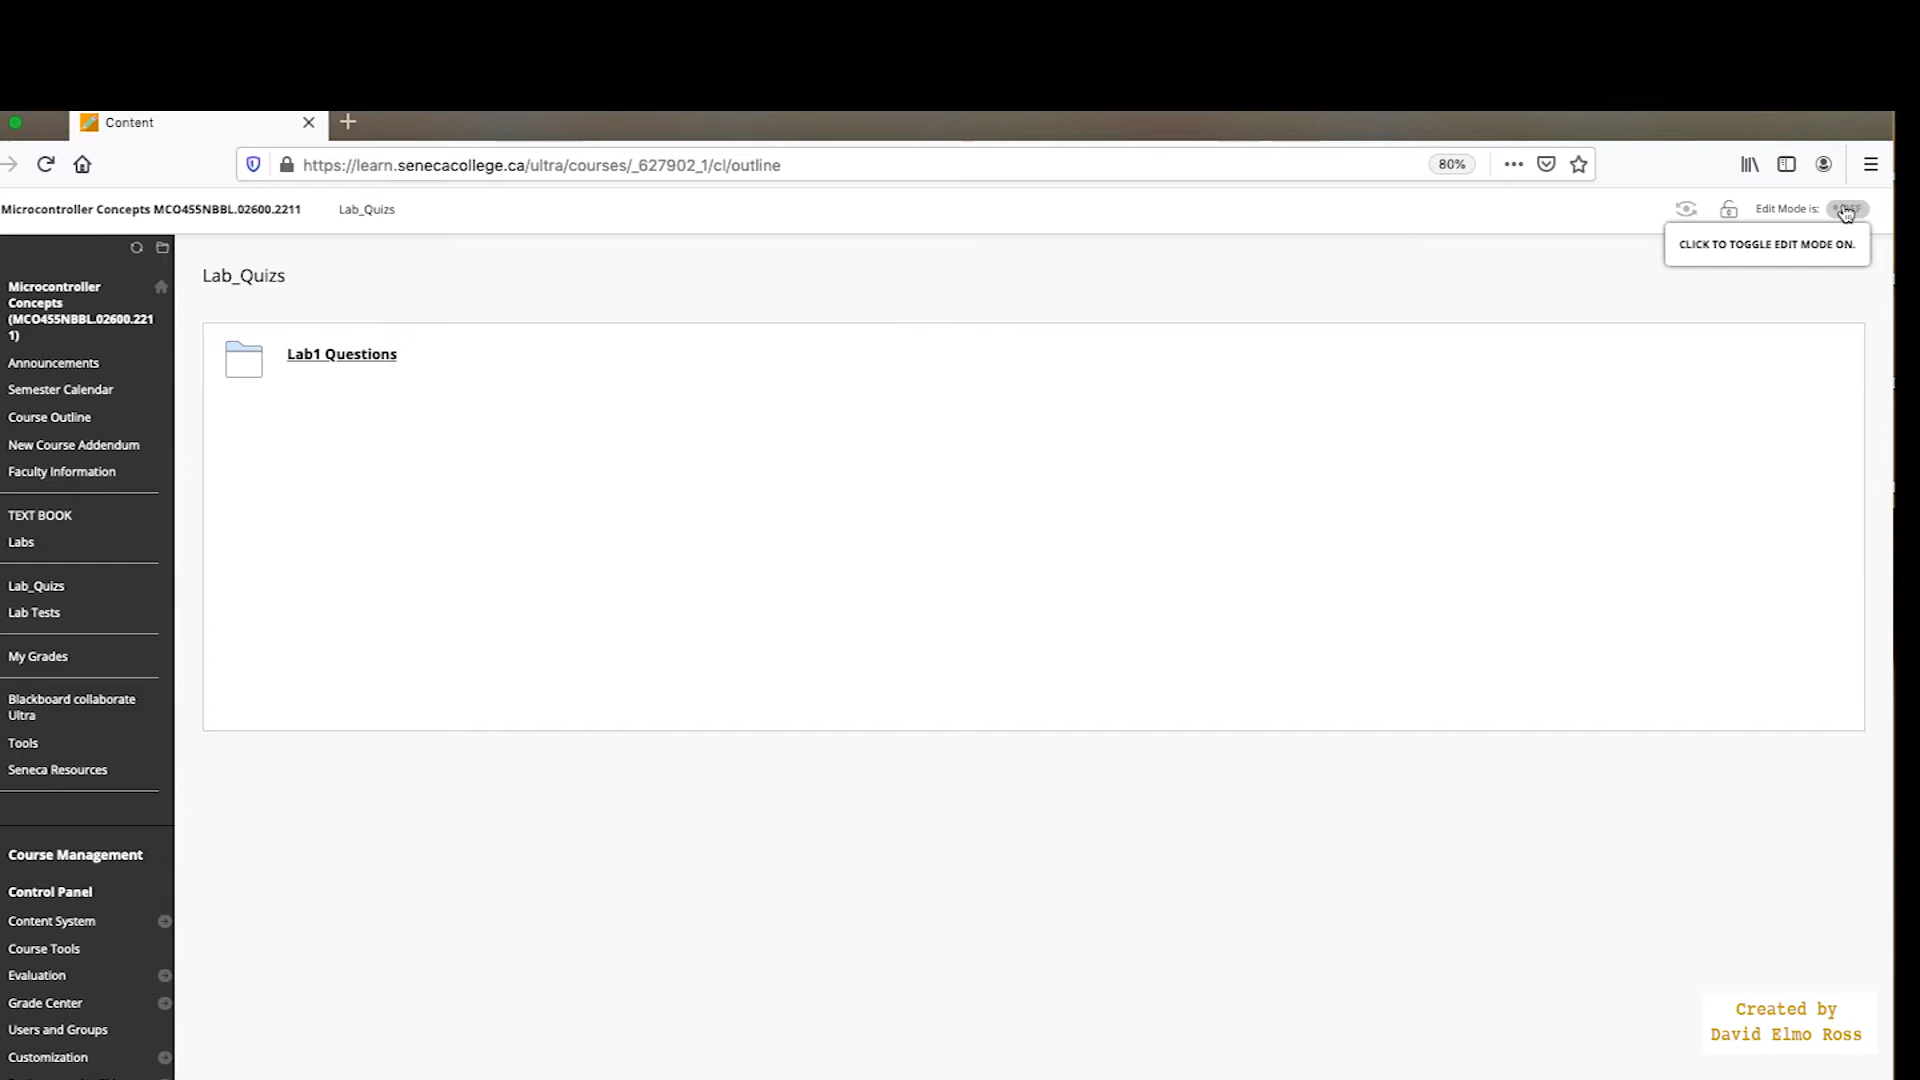 Content
https://learn.senecacollege.ca/ultra/courses/_627902_1/cl/outline
80%
Microcontroller Concepts MCO455NBBL.02600.2211
Lab_Quizs
Edit Mode is:
CLICK TO TOGGLE EDIT MODE ON.
Lab_Quizs
Lab1 Questions
Microcontroller
Concepts
(MCO455NBBL.02600.221
1)
Announcements
Semester Calendar
Course Outline
New Course Addendum
Faculty Information
TEXT BOOK
Labs
Lab_Quizs
Lab Tests
My Grades
Blackboard collaborate
Ultra
Tools
Seneca Resources
Course Management
Control Panel
Content System
Course Tools
Evaluation
Grade Center
Users and Groups
Customization
Created by
David Elmo Ross